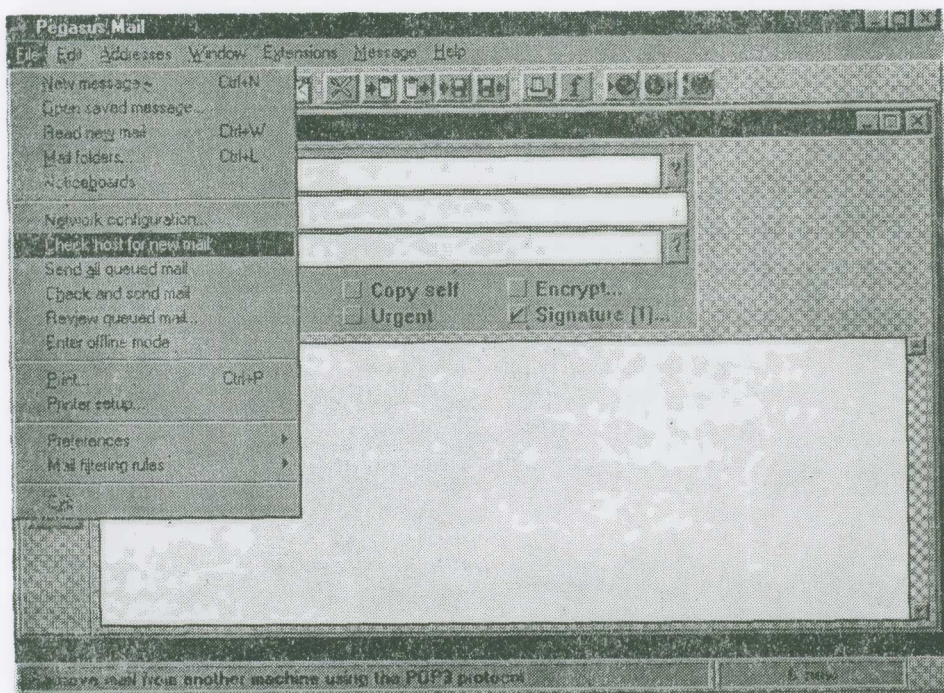 Pegasus Mail
File Edit Addresses Window Extensions Message Help
New message Ctrl+N
Open saved message...
Read new mail Ctrl+W
Mail folders... Ctrl+L
Noticeboards
?
Network configuration...
Check host for new mail
?
Send all queued mail
Check and send mail
Copy self Encrypt...
Review queued mail...
Urgent Signature [1]...
Enter offline mode
Print... Ctrl+P
Printer setup...
Preferences
Mail filtering rules
Exit
mail from another machine using the POP3 protocol new